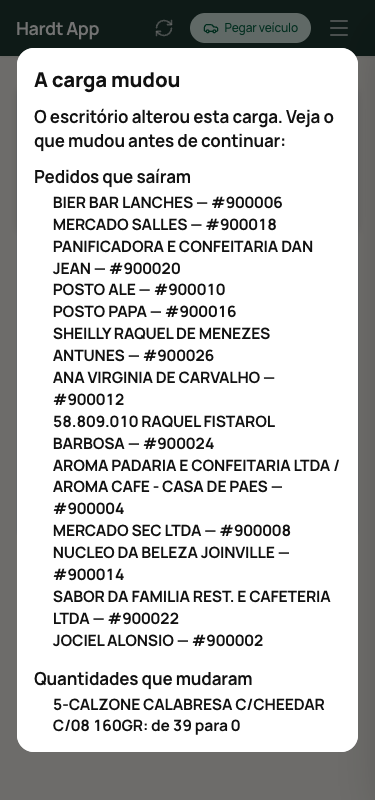 Hardt App
Pegar veículo
A carga mudou
O escritório alterou esta carga. Veja o
que mudou antes de continuar:
Pedidos que saíram
BIER BAR LANCHES — #900006
MERCADO SALLES — #900018
PANIFICADORA E CONFEITARIA DAN
JEAN — #900020
POSTO ALE — #900010
POSTO PAPA — #900016
SHEILLY RAQUEL DE MENEZES
ANTUNES — #900026
ANA VIRGINIA DE CARVALHO —
#900012
58.809.010 RAQUEL FISTAROL
BARBOSA — #900024
AROMA PADARIA E CONFEITARIA LTDA /
AROMA CAFE - CASA DE PAES —
#900004
MERCADO SEC LTDA — #900008
NUCLEO DA BELEZA JOINVILLE —
#900014
SABOR DA FAMILIA REST. E CAFETERIA
LTDA — #900022
JOCIEL ALONSIO — #900002
Quantidades que mudaram
5-CALZONE CALABRESA C/CHEEDAR
C/08 160GR: de 39 para 0